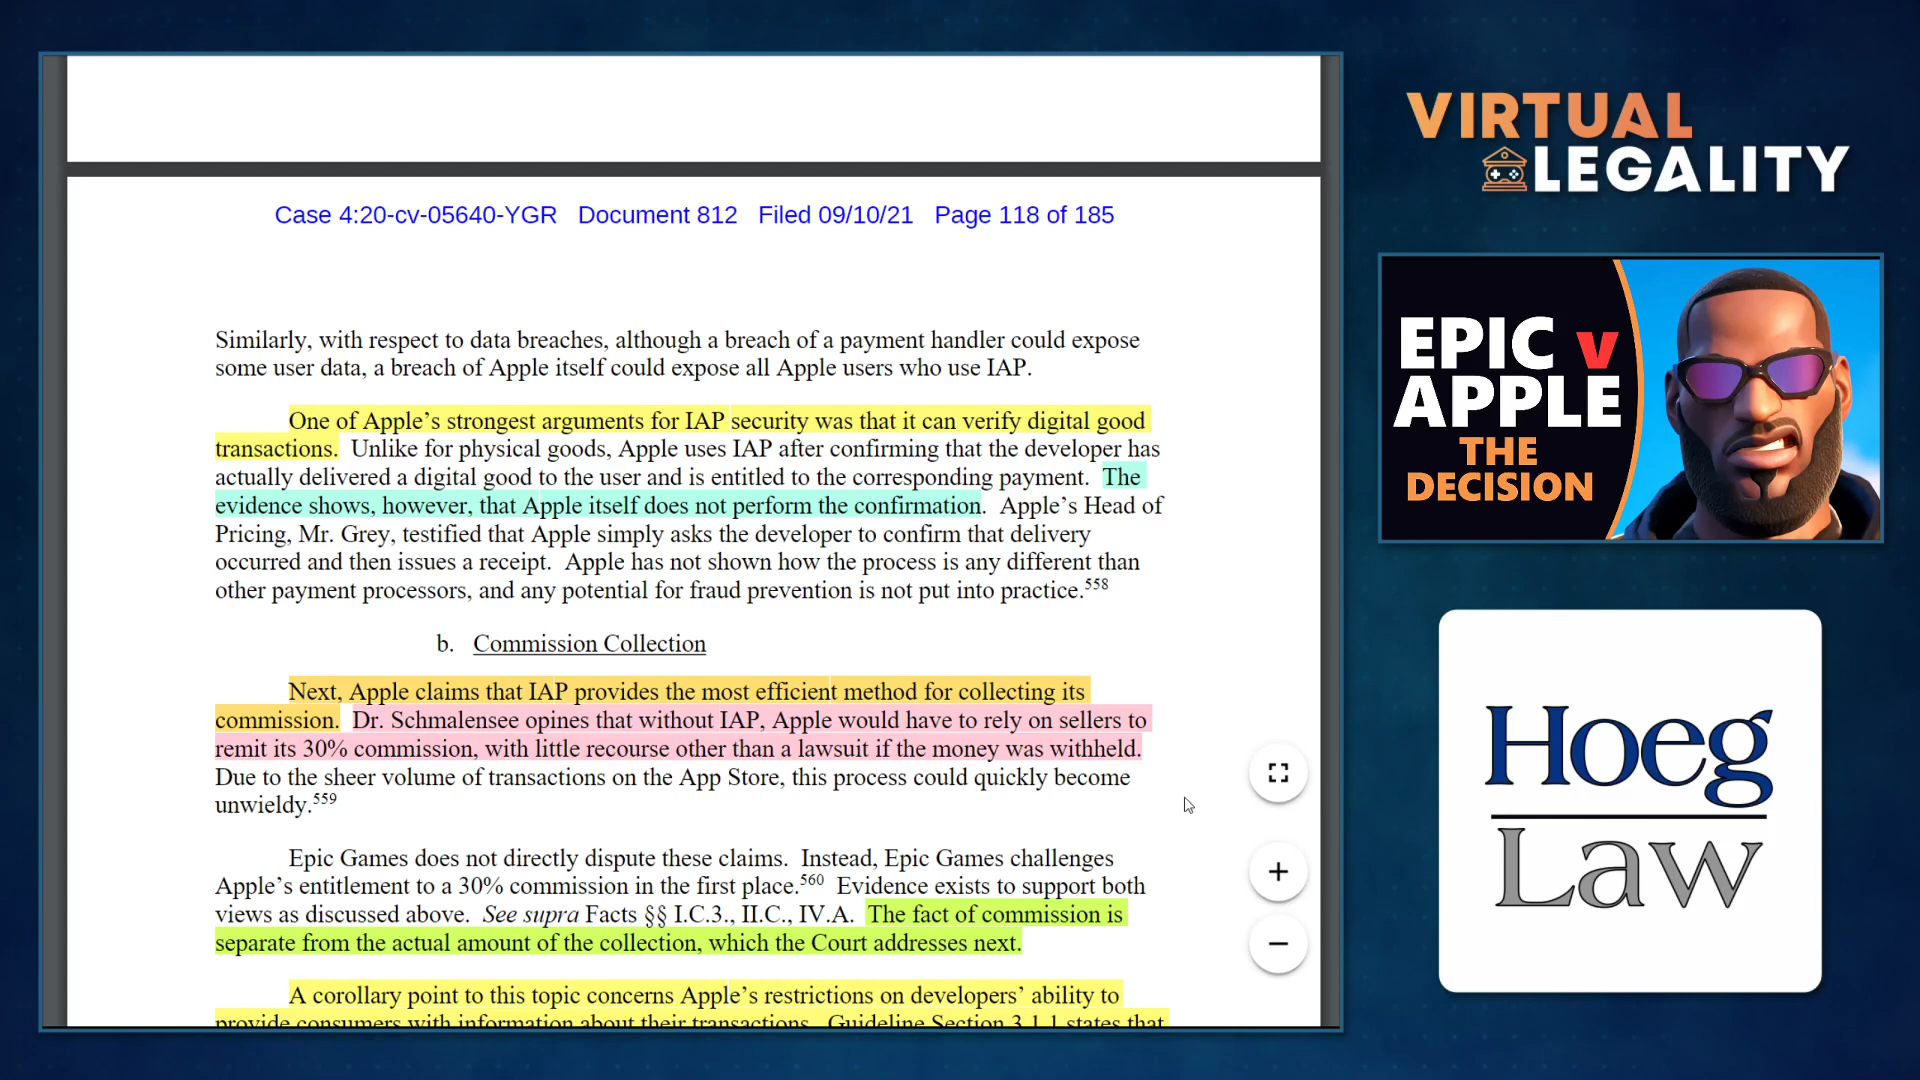 Case 4:20-cv-05640-YGR Document 812 Filed 09/10/21 Page 118 of 185
Similarly, with respect to data breaches, although a breach of a payment handler could expose
some user data, a breach of Apple itself could expose all Apple users who use IAP.
One of Apple’s strongest arguments for IAP security was that it can verify digital good
transactions. Unlike for physical goods, Apple uses IAP after confirming that the developer has
actually delivered a digital good to the user and is entitled to the corresponding payment. The
evidence shows, however, that Apple itself does not perform the confirmation. Apple’s Head of
Pricing, Mr. Grey, testified that Apple simply asks the developer to confirm that delivery
occurred and then issues a receipt. Apple has not shown how the process is any different than
other payment processors, and any potential for fraud prevention is not put into practice.558
b. Commission Collection
Next, Apple claims that IAP provides the most efficient method for collecting its
commission. Dr. Schmalensee opines that without IAP, Apple would have to rely on sellers to
remit its 30% commission, with little recourse other than a lawsuit if the money was withheld.
Due to the sheer volume of transactions on the App Store, this process could quickly become
unwieldy.559
Epic Games does not directly dispute these claims. Instead, Epic Games challenges
Apple’s entitlement to a 30% commission in the first place.560 Evidence exists to support both
views as discussed above. See supra Facts §§ I.C.3., II.C., IV.A. The fact of commission is
separate from the actual amount of the collection, which the Court addresses next.
A corollary point to this topic concerns Apple’s restrictions on developers’ ability to
provide consumers with information about their transactions. Guideline Section 3.1.1 states that
VIRTUAL
LEGALITY
EPIC v
APPLE
THE
DECISION
Hoeg
Law